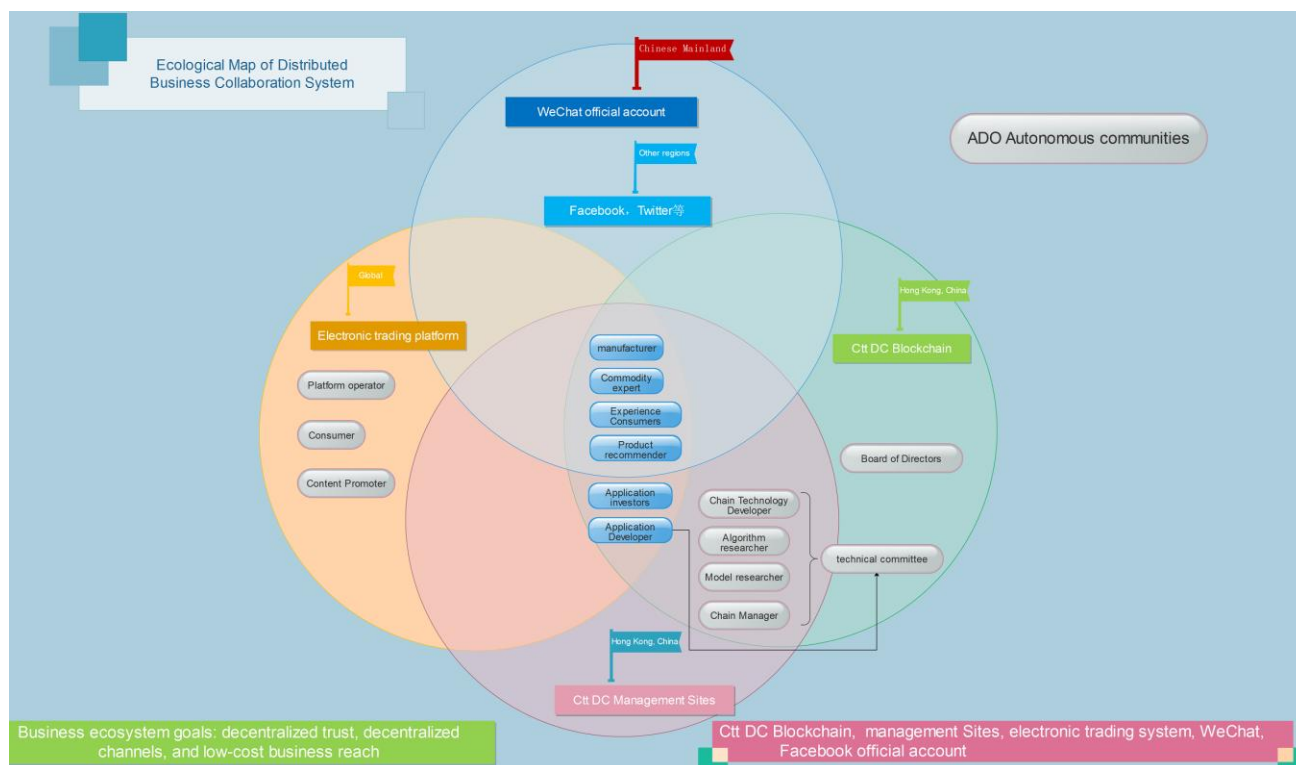 Ecological Map of Distributed
Business Collaboration System
Chinese Mainland
WeChat official account
ADO Autonomous communities
Other regions
Facebook，Twitter等
Global
Electronic trading platform
Hong Kong, China
Ctt DC Blockchain
manufacturer
Commodity
expert
Experience
Consumers
Product
recommender
Application
investors
Application
Developer
Platform operator
Consumer
Content Promoter
Board of Directors
Chain Technology
Developer
Algorithm
researcher
Model researcher
Chain Manager
technical committee
Hong Kong, China
Ctt DC Management Sites
Business ecosystem goals: decentralized trust, decentralized
channels, and low-cost business reach
Ctt DC Blockchain, management Sites, electronic trading system, WeChat,
Facebook official account